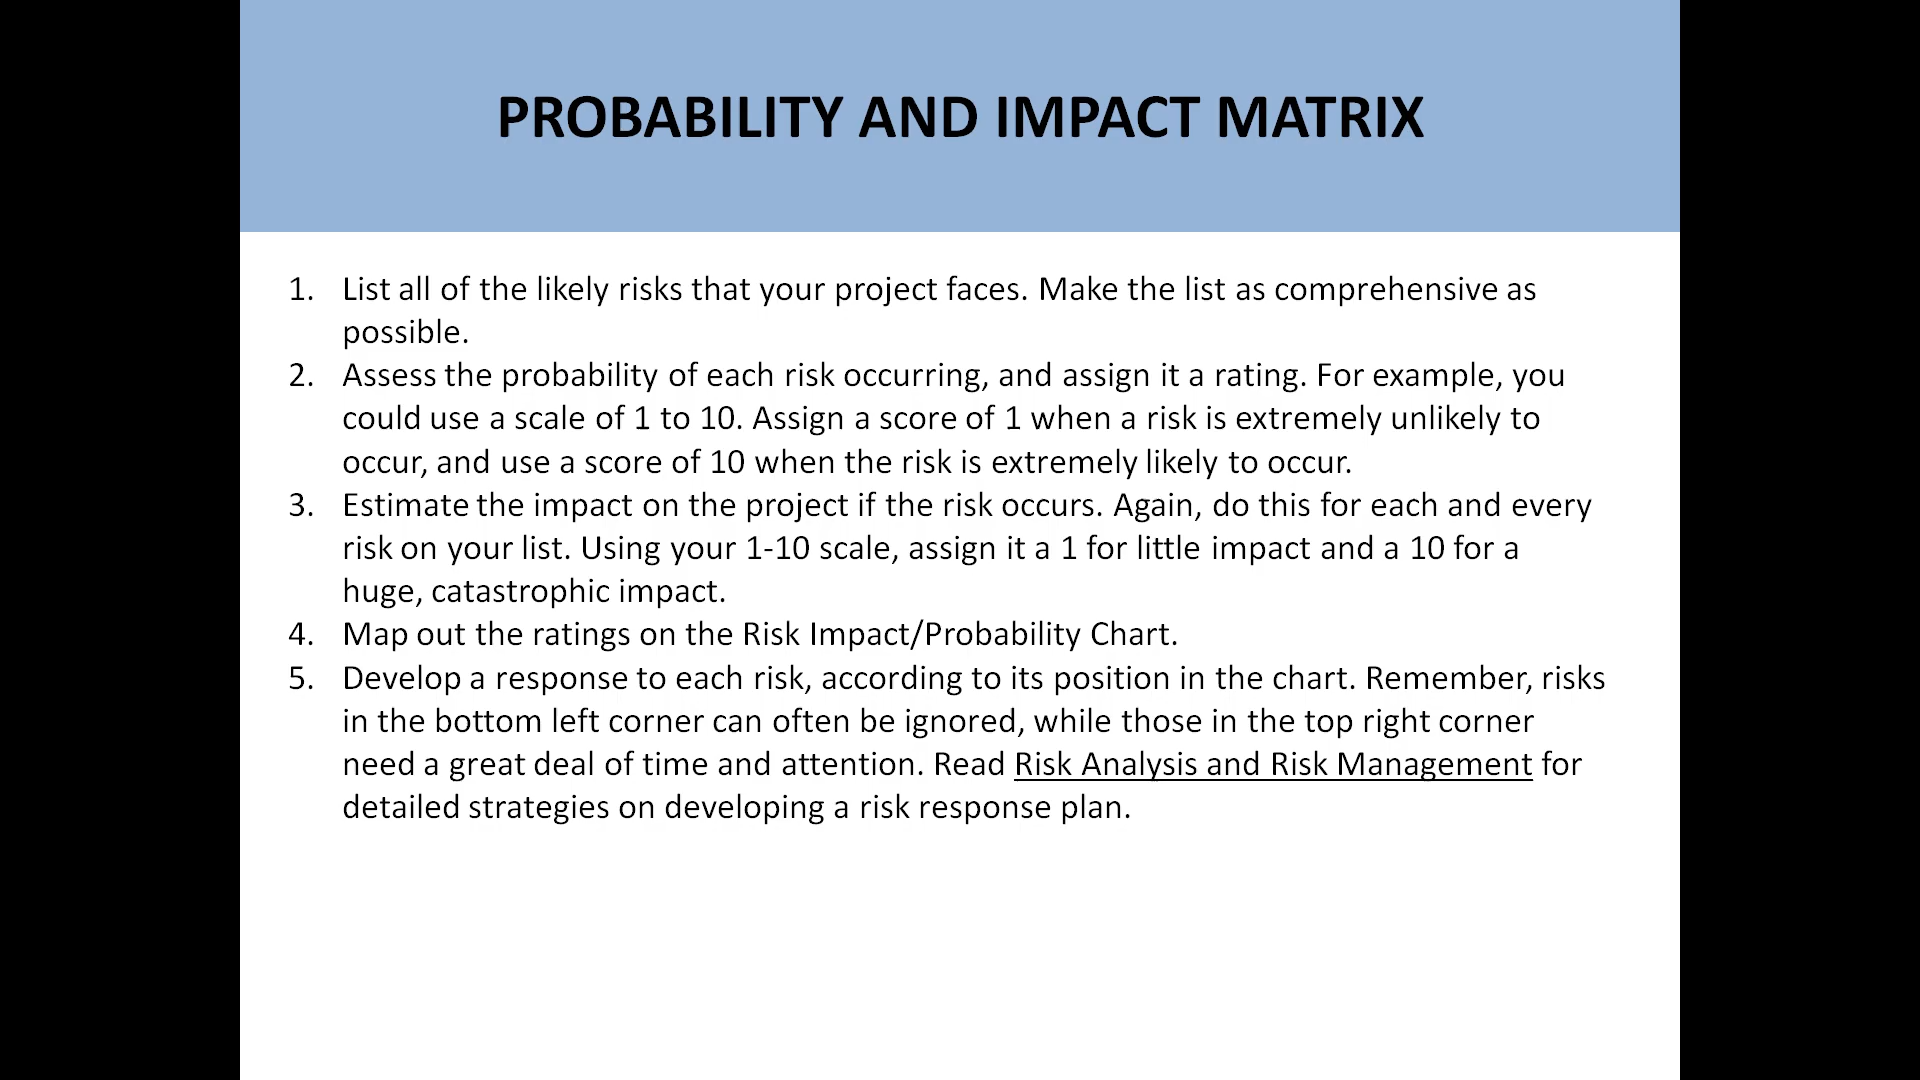 PROBABILITY AND IMPACT MATRIX
1. List all of the likely risks that your project faces. Make the list as comprehensive as
possible.
2. Assess the probability of each risk occurring, and assign it a rating. For example, you
could use a scale of 1 to 10. Assign a score of 1 when a risk is extremely unlikely to
occur, and use a score of 10 when the risk is extremely likely to occur.
3. Estimate the impact on the project if the risk occurs. Again, do this for each and every
risk on your list. Using your 1-10 scale, assign it a 1 for little impact and a 10 for a
huge, catastrophic impact.
4. Map out the ratings on the Risk Impact/Probability Chart.
5. Develop a response to each risk, according to its position in the chart. Remember, risks
in the bottom left corner can often be ignored, while those in the top right corner
need a great deal of time and attention. Read Risk Analysis and Risk Management for
detailed strategies on developing a risk response plan.